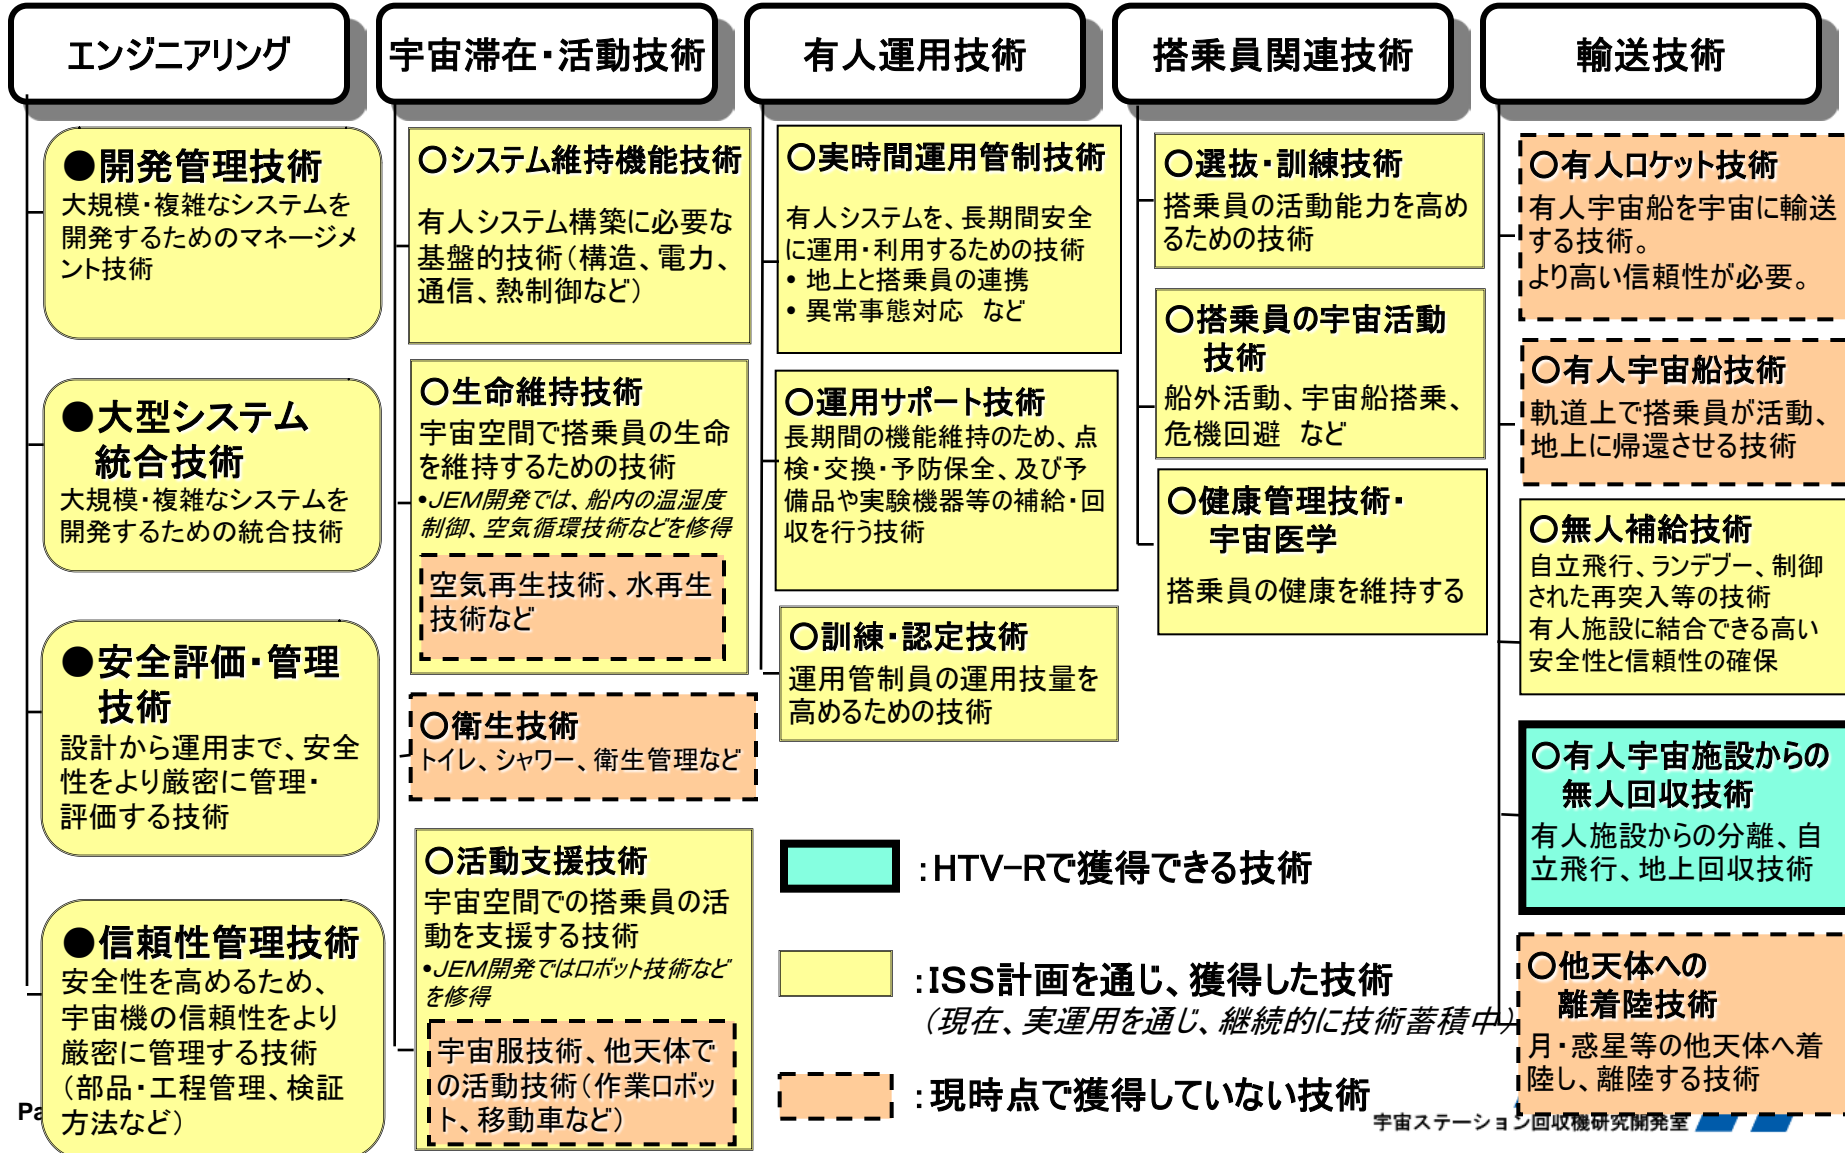 エンジニアリング
●開発管理技術
大規模・複雑なシステムを
開発するためのマネージメ
ント技術
●大型システム
統合技術
大規模・複雑なシステムを
開発するための統合技術
●安全評価・管理
技術
設計から運用まで、安全
性をより厳密に管理・
評価する技術
●信頼性管理技術
安全性を高めるため、
宇宙機の信頼性をより
厳密に管理する技術
（部品・工程管理、検証
方法など）
宇宙滞在・活動技術
○システム維持機能技術
有人システム構築に必要な
基盤的技術（構造、電力、
通信、熱制御など）
○生命維持技術
宇宙空間で搭乗員の生命
を維持するための技術
•JEM開発では、船内の温湿度
制御、空気循環技術などを修得
空気再生技術、水再生
技術など
○衛生技術
トイレ、シャワー、衛生管理など
○活動支援技術
宇宙空間での搭乗員の活
動を支援する技術
•JEM開発ではロボット技術など
を修得
宇宙服技術、他天体で
の活動技術（作業ロボッ
ト、移動車など）
有人運用技術
○実時間運用管制技術
有人システムを、長期間安全
に運用・利用するための技術
• 地上と搭乗員の連携
• 異常事態対応　など
○運用サポート技術
長期間の機能維持のため、点
検・交換・予防保全、及び予
備品や実験機器等の補給・回
収を行う技術
○訓練・認定技術
運用管制員の運用技量を
高めるための技術
搭乗員関連技術
○選抜・訓練技術
搭乗員の活動能力を高め
るための技術
○搭乗員の宇宙活動
技術
船外活動、宇宙船搭乗、
危機回避　など
○健康管理技術・
宇宙医学
搭乗員の健康を維持する
輸送技術
○有人ロケット技術
有人宇宙船を宇宙に輸送
する技術。
より高い信頼性が必要。
○有人宇宙船技術
軌道上で搭乗員が活動、
地上に帰還させる技術
○無人補給技術
自立飛行、ランデブー、制御
された再突入等の技術
有人施設に結合できる高い
安全性と信頼性の確保
○有人宇宙施設からの
無人回収技術
有人施設からの分離、自
立飛行、地上回収技術
○他天体への
離着陸技術
月・惑星等の他天体へ着
陸し、離陸する技術
：HTV-Rで獲得できる技術
：ISS計画を通じ、獲得した技術
（現在、実運用を通じ、継続的に技術蓄積中）
：現時点で獲得していない技術
Pa
宇宙ステーション回収機研究開発室